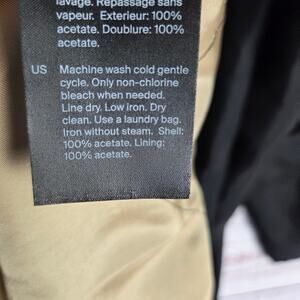 lavage. Repassage sans
vapeur. Exterieur: 100%
acetate. Doublure: 100%
acetate.
US Machine wash cold gentle
cycle. Only non-chlorine
bleach when needed.
Line dry. Low iron. Dry
clean. Use a laundry bag.
Iron without steam. Shell:
100% acetate. Lining:
100% acetate.